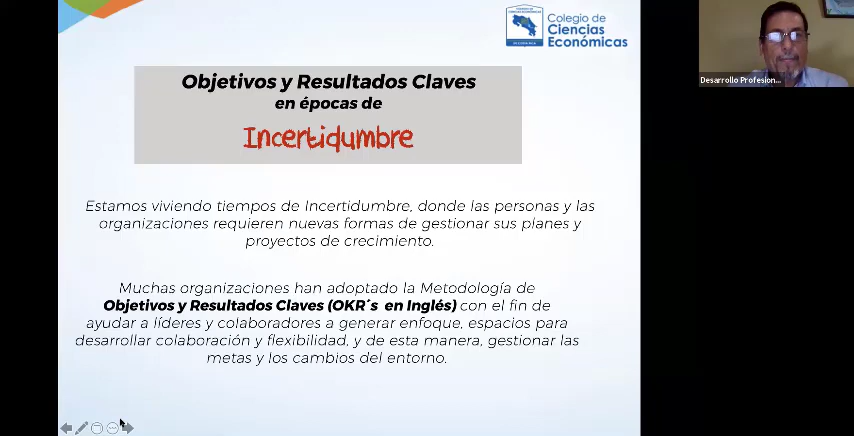 Colegio de
Ciencias
Económicas
Objetivos y Resultados Claves
en épocas de
Incertidumbre
Estamos viviendo tiempos de Incertidumbre, donde las personas y las
organizaciones requieren nuevas formas de gestionar sus planes y
proyectos de crecimiento.
Muchas organizaciones han adoptado la Metodología de
Objetivos y Resultados Claves (OKR´s en Inglés) con el fin de
ayudar a líderes y colaboradores a generar enfoque, espacios para
desarrollar colaboración y flexibilidad, y de esta manera, gestionar las
metas y los cambios del entorno.
Desarrollo Profesion...